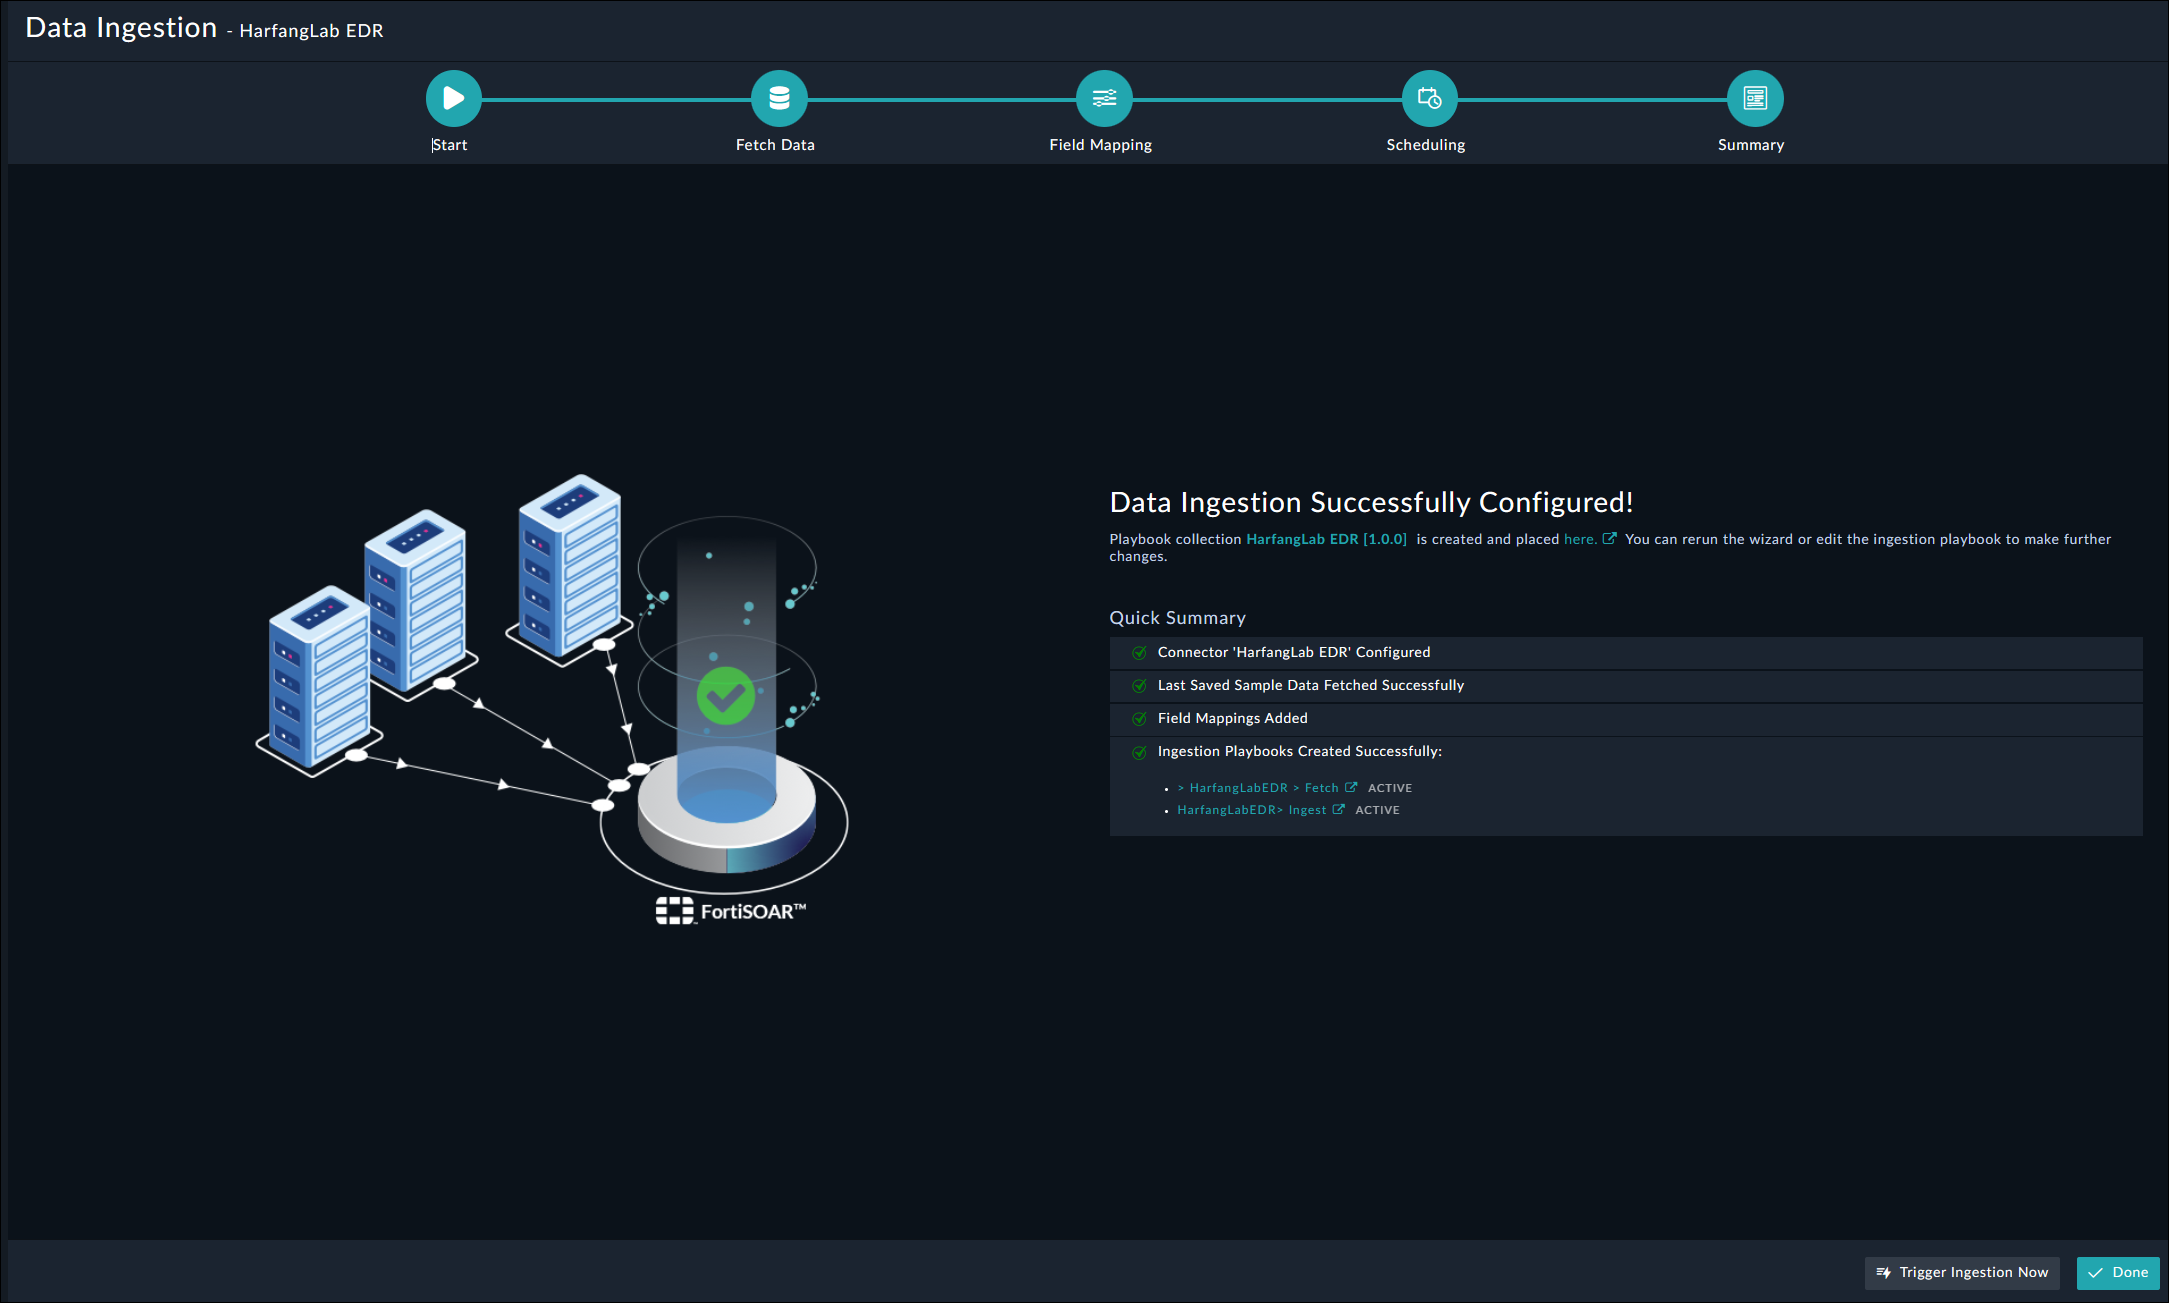 Data Ingestion - HarfangLab EDR
Start
Fetch Data
Field Mapping
Scheduling
Summary
Data Ingestion Successfully Configured!
Playbook collection HarfangLab EDR [1.0.0] is created and placed here. You can rerun the wizard or edit the ingestion playbook to make further
changes.
Quick Summary
Connector 'HarfangLab EDR' Configured
Last Saved Sample Data Fetched Successfully
Field Mappings Added
Ingestion Playbooks Created Successfully:
> HarfangLabEDR > Fetch ACTIVE
HarfangLabEDR> Ingest ACTIVE
FortiSOAR™
Trigger Ingestion Now
Done